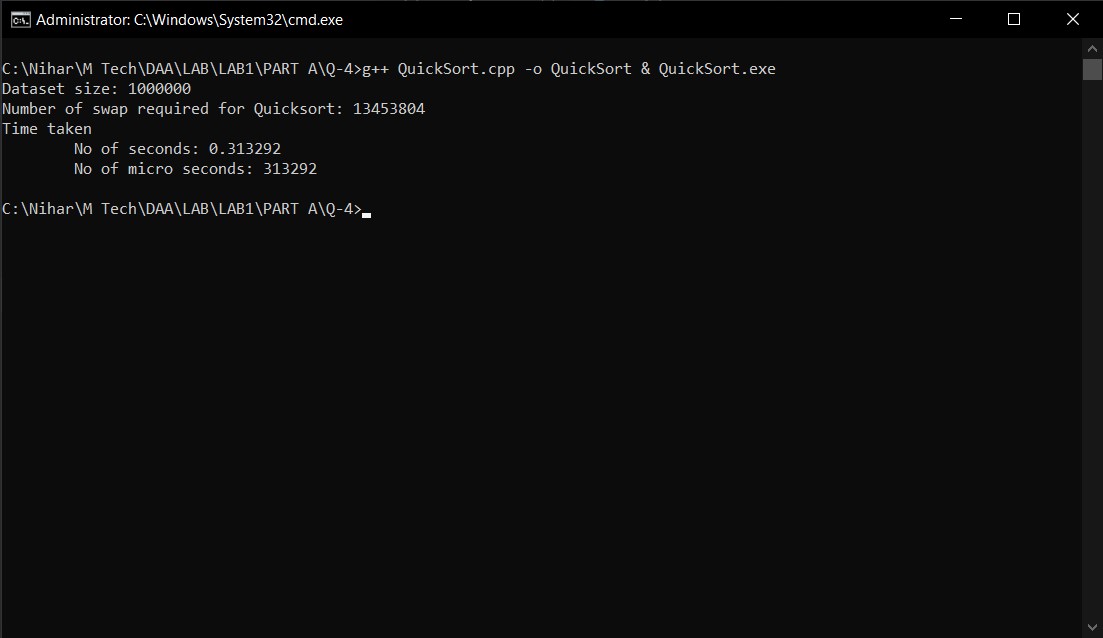 Administrator: C:\Windows\System32\cmd.exe
C:\Nihar\M Tech\DAA\LAB\LAB1\PART A\Q-4>g++ QuickSort.cpp -o QuickSort & QuickSort.exe
Dataset size: 1000000
Number of swap required for Quicksort: 13453804
Time taken
No of seconds: 0.313292
No of micro seconds: 313292
C:\Nihar\M Tech\DAA\LAB\LAB1\PART A\Q-4>